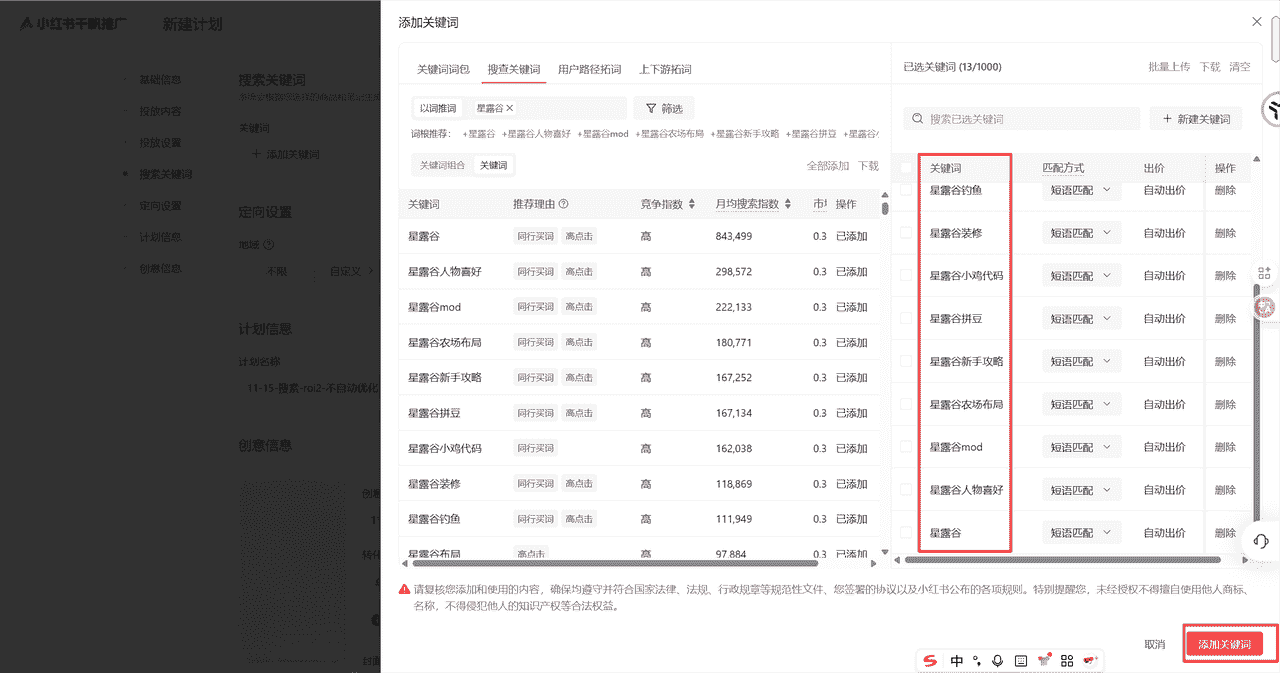 小红书千帆推广
新建计划
基础信息
投放内容
投放设置
搜索关键词
定向设置
计划信息
创意信息
搜索关键词
关键词
+ 添加关键词
定向设置
地域
不限
自定义
计划信息
计划名称
11-15-搜索-roi2-不自动优化
创意信息
添加关键词
关键词词包 搜查关键词 用户路径拓词 上下游拓词
以词推词 星露谷 × 筛选
词根推荐： +星露谷 +星露谷人物喜好 +星露谷mod +星露谷农场布局 +星露谷新手攻略 +星露谷拼豆 +星露谷
关键词组合 关键词 全部添加 下载
关键词 推荐理由 竞争指数 月均搜索指数 市 操作
星露谷 同行买词 高点击 高 843,499 0.3 已添加
星露谷人物喜好 同行买词 高点击 高 298,572 0.3 已添加
星露谷mod 同行买词 高点击 高 222,133 0.3 已添加
星露谷农场布局 同行买词 高点击 高 180,771 0.3 已添加
星露谷新手攻略 同行买词 高点击 高 167,252 0.3 已添加
星露谷拼豆 同行买词 高点击 高 167,134 0.3 已添加
星露谷小鸡代码 同行买词 高 162,038 0.3 已添加
星露谷装修 同行买词 高点击 高 118,869 0.3 已添加
星露谷钓鱼 同行买词 高点击 高 111,949 0.3 已添加
星露谷布局 高点击 高 97,884 0.3 已添加
已选关键词 (13/1000) 批量上传 下载 清空
搜索已选关键词 + 新建关键词
关键词 匹配方式 出价 操作
星露谷钓鱼 短语匹配 自动出价 删除
星露谷装修 短语匹配 自动出价 删除
星露谷小鸡代码 短语匹配 自动出价 删除
星露谷拼豆 短语匹配 自动出价 删除
星露谷新手攻略 短语匹配 自动出价 删除
星露谷农场布局 短语匹配 自动出价 删除
星露谷mod 短语匹配 自动出价 删除
星露谷人物喜好 短语匹配 自动出价 删除
星露谷 短语匹配 自动出价 删除
请复核您添加和使用的内容，确保均遵守并符合国家法律、法规、行政规章等规范性文件、您签署的协议以及小红书公布的各项规则。特别提醒您，未经授权不得擅自使用他人商标、
名称，不得侵犯他人的知识产权等合法权益。
取消 添加关键词
中